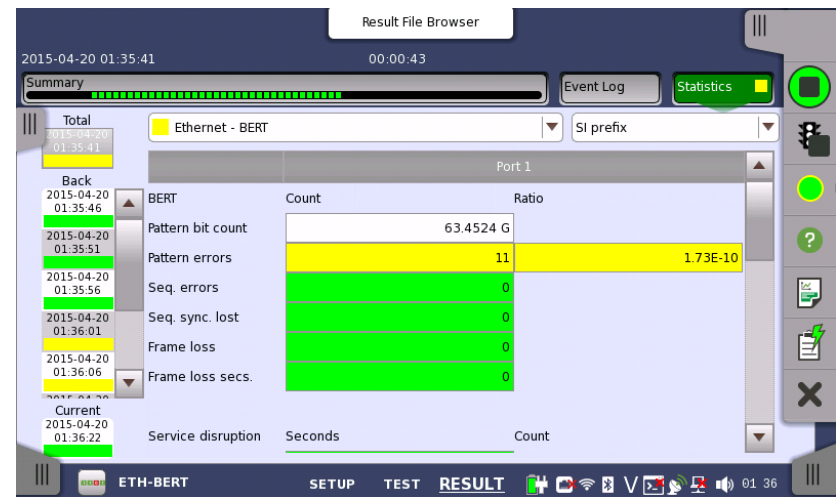 Result File Browser
2015-04-20 01:35:41 00:00:43
Summary
Event Log
Statistics
Total
2015-04-20
01:35:41
Ethernet - BERT
SI prefix
Port 1
Back
2015-04-20
01:35:46
2015-04-20
01:35:51
2015-04-20
01:35:56
2015-04-20
01:36:01
2015-04-20
01:36:06
BERT Count Ratio
Pattern bit count 63.4524 G
Pattern errors 11 1.73E-10
Seq. errors 0
Seq. sync. lost 0
Frame loss 0
Frame loss secs. 0
Current
2015-04-20
01:36:22
Service disruption Seconds Count
ETH-BERT SETUP TEST RESULT 01 36